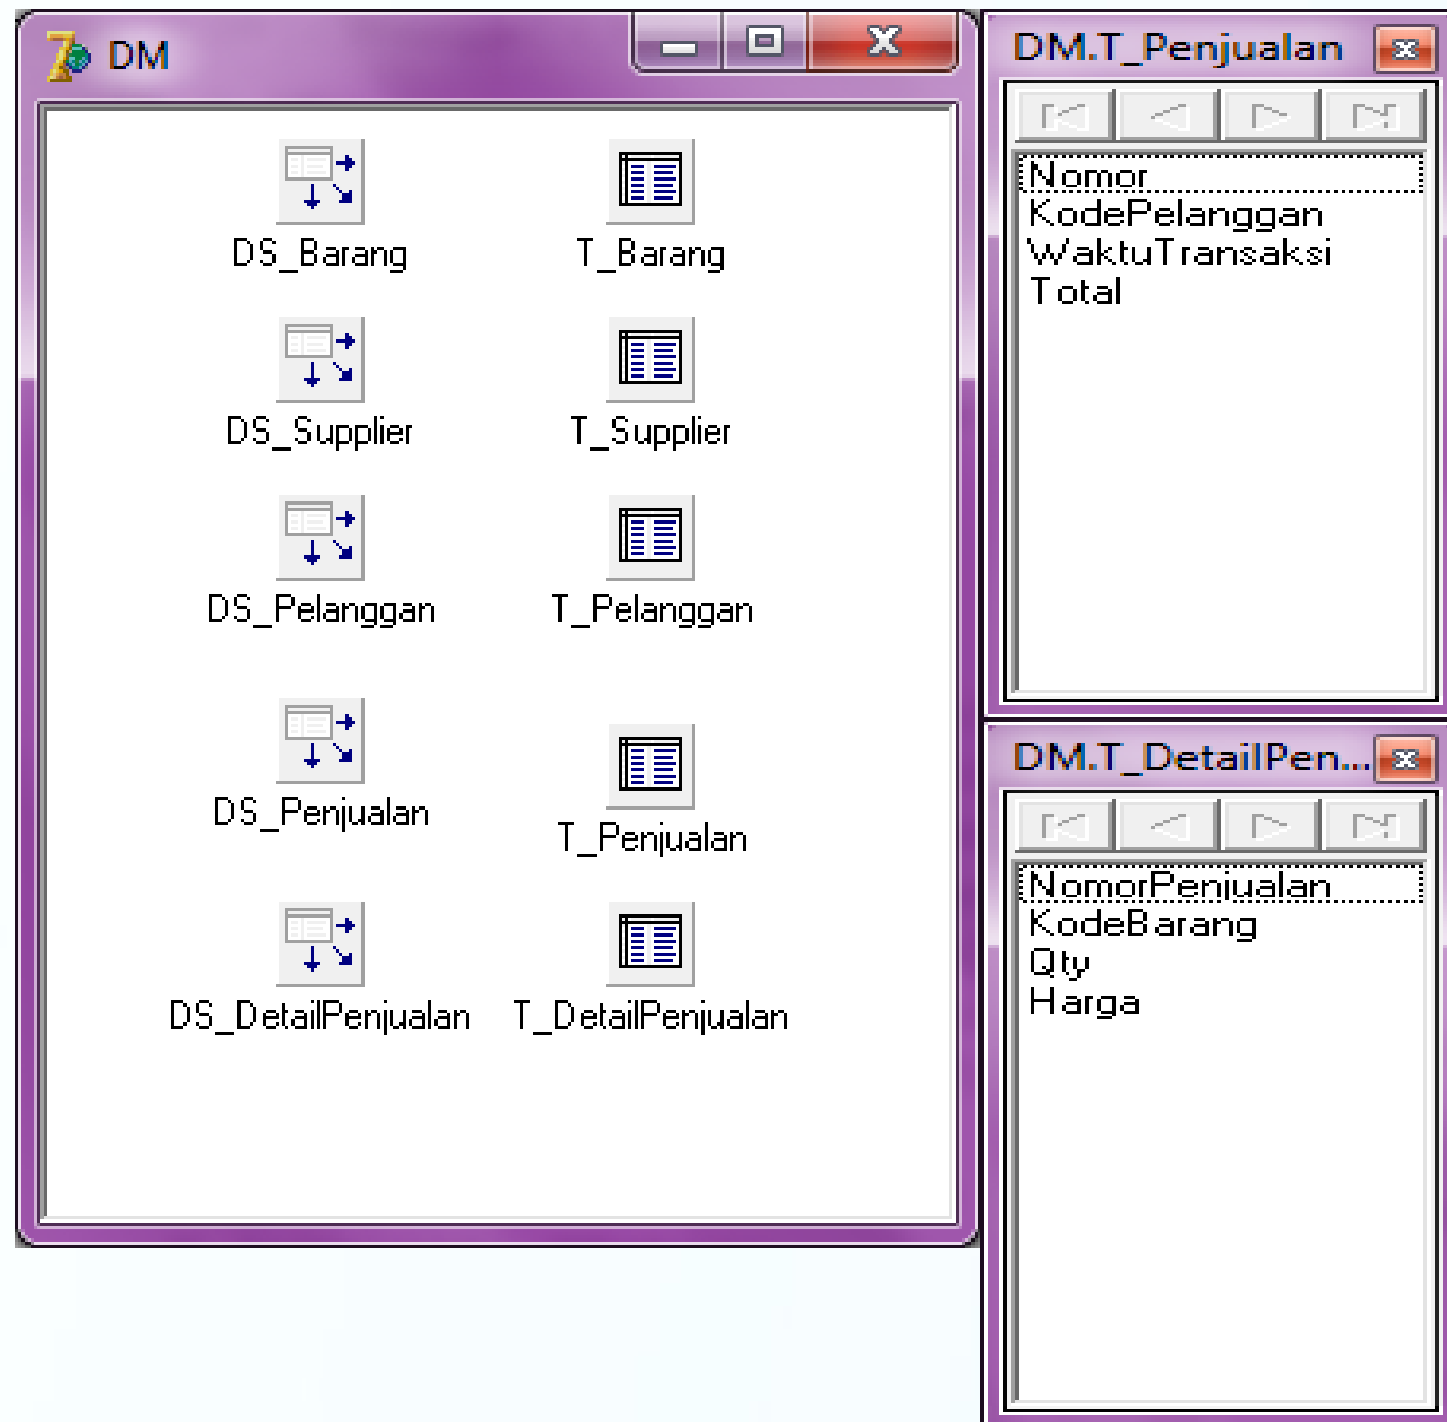 DM
DS_Barang T_Barang
DS_Supplier T_Supplier
DS_Pelanggan T_Pelanggan
DS_Penjualan T_Penjualan
DS_DetailPenjualan T_DetailPenjualan
DM.T_Penjualan
Nomor
KodePelanggan
WaktuTransaksi
Total
DM.T_DetailPen...
NomorPenjualan
KodeBarang
Qty
Harga